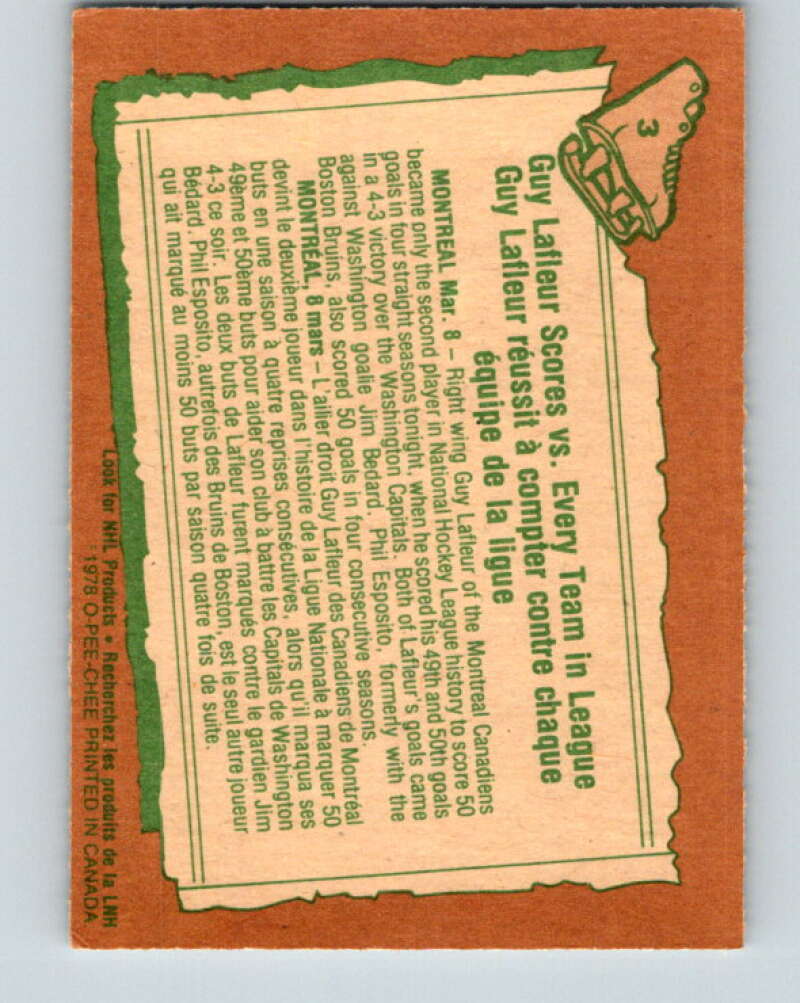 3
Guy Lafleur Scores vs. Every Team in League
Guy Lafleur réussit à compter contre chaque
équipe de la ligue
MONTREAL Mar. 8 – Right wing Guy Lafleur of the Montreal Canadiens
became only the second player in National Hockey League history to score 50
goals in four straight seasons tonight, when he scored his 49th and 50th goals
in a 4-3 victory over the Washington Capitals. Both of Lafleur's goals came
against Washington goalie Jim Bedard. Phil Esposito, formerly with the
Boston Bruins, also scored 50 goals in four consecutive seasons.
MONTRÉAL, 8 mars – L'ailier droit Guy Lafleur des Canadiens de Montréal
devint le deuxième joueur dans l'histoire de la Ligue Nationale à marquer 50
buts en une saison à quatre reprises consécutives, alors qu'il marqua ses
49ème et 50ème buts pour aider son club à battre les Capitals de Washington
4-3 ce soir. Les deux buts de Lafleur furent marqués contre le gardien Jim
Bédard. Phil Esposito, autrefois des Bruins de Boston, est le seul autre joueur
qui ait marqué au moins 50 buts par saison quatre fois de suite.
Look for NHL Products • Recherchez les produits de la LNH
1978 O-PEE-CHEE PRINTED IN CANADA